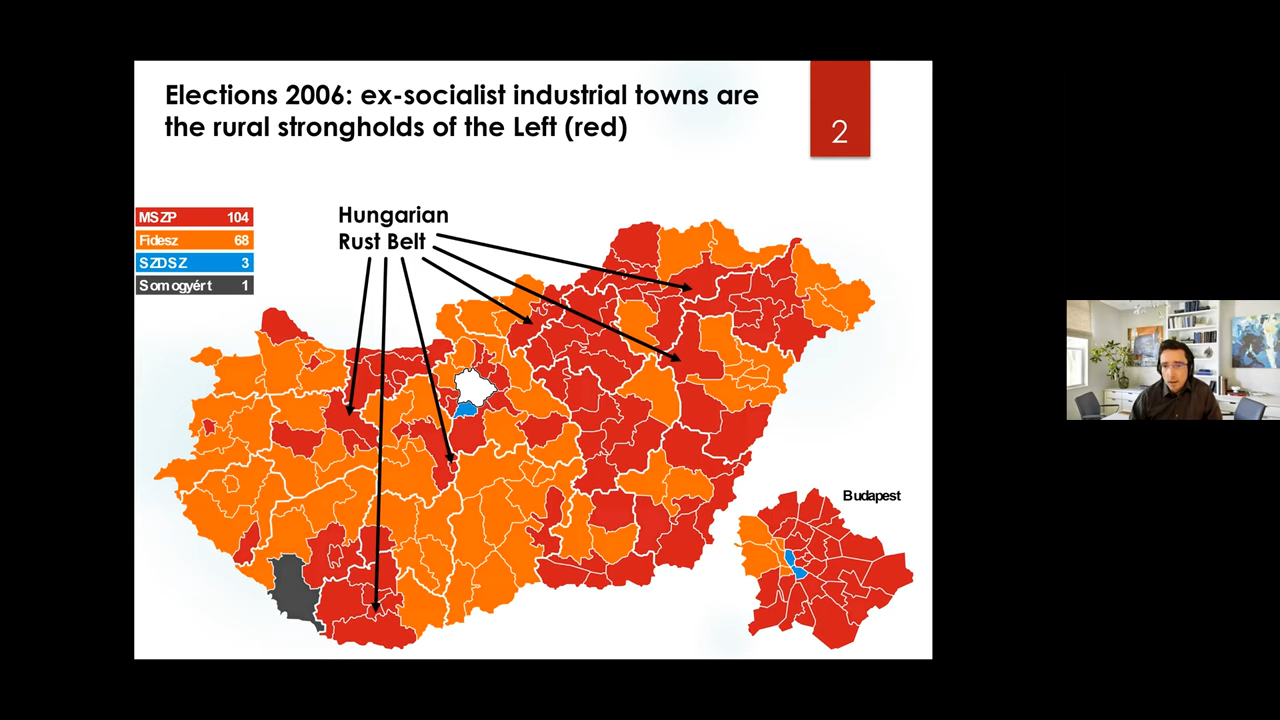 Elections 2006: ex-socialist industrial towns are
the rural strongholds of the Left (red)
2
MSZP 104
Fidesz 68
SZDSZ 3
Somogyért 1
Hungarian
Rust Belt
Budapest